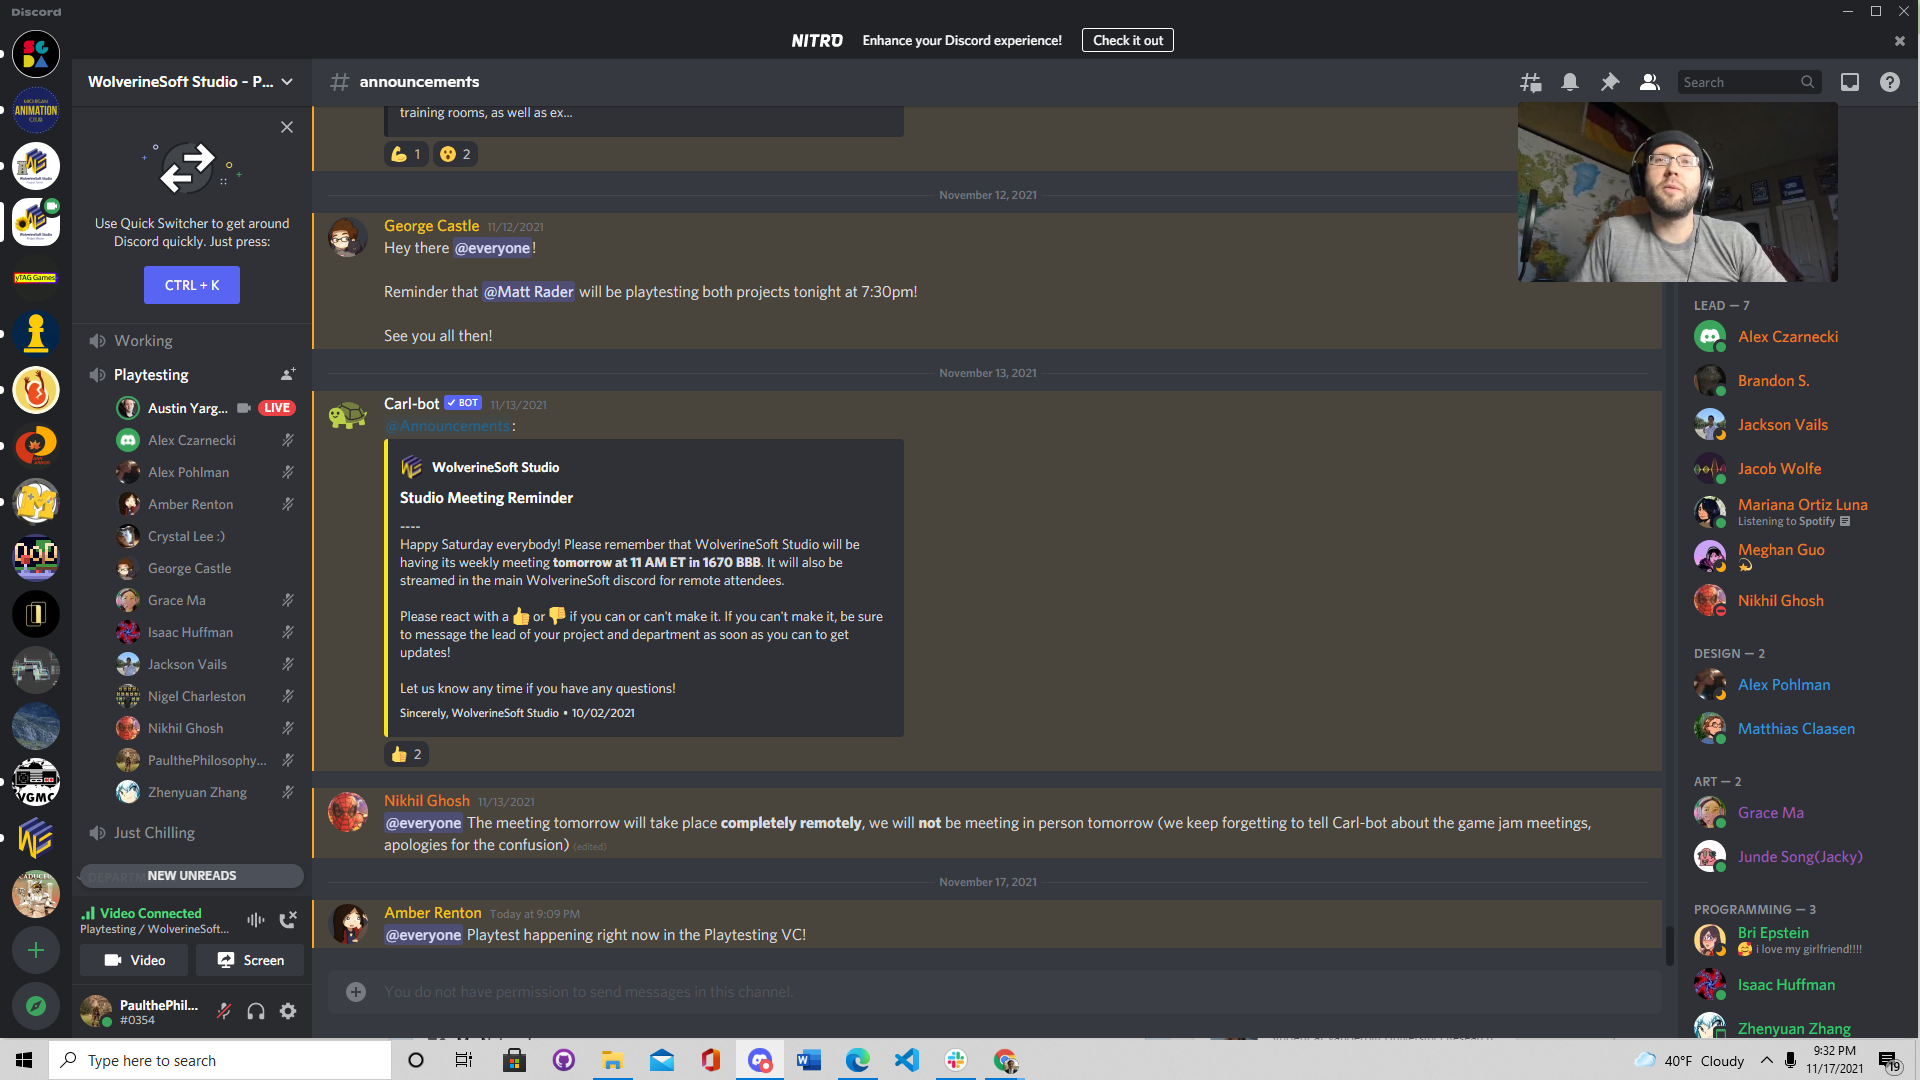 Discord
NITRO Enhance your Discord experience! Check it out
WolverineSoft Studio - P...
announcements
Search
SG
DA
MICHIGAN
ANIMATION
CLUB
yTAG Games
VGMC
Use Quick Switcher to get around
Discord quickly. Just press:
CTRL + K
Working
Playtesting
Austin Yarg... LIVE
Alex Czarnecki
Alex Pohlman
Amber Renton
Crystal Lee :)
George Castle
Grace Ma
Isaac Huffman
Jackson Vails
Nigel Charleston
Nikhil Ghosh
PaulthePhilosophy...
Zhenyuan Zhang
Just Chilling
NEW UNREADS
Video Connected
Playtesting / WolverineSoft...
Video Screen
PaulthePhil...
#0354
training rooms, as well as ex...
1 2
November 12, 2021
George Castle 11/12/2021
Hey there @everyone!
Reminder that @Matt Rader will be playtesting both projects tonight at 7:30pm!
See you all then!
November 13, 2021
Carl-bot BOT 11/13/2021
@Announcements:
WolverineSoft Studio
Studio Meeting Reminder
----
Happy Saturday everybody! Please remember that WolverineSoft Studio will be
having its weekly meeting tomorrow at 11 AM ET in 1670 BBB. It will also be
streamed in the main WolverineSoft discord for remote attendees.
Please react with a 👍 or 👎 if you can or can't make it. If you can't make it, be sure
to message the lead of your project and department as soon as you can to get
updates!
Let us know any time if you have any questions!
Sincerely, WolverineSoft Studio • 10/02/2021
2
Nikhil Ghosh 11/13/2021
@everyone The meeting tomorrow will take place completely remotely, we will not be meeting in person tomorrow (we keep forgetting to tell Carl-bot about the game jam meetings,
apologies for the confusion) (edited)
November 17, 2021
Amber Renton Today at 9:09 PM
@everyone Playtest happening right now in the Playtesting VC!
You do not have permission to send messages in this channel.
LEAD — 7
Alex Czarnecki
Brandon S.
Jackson Vails
Jacob Wolfe
Mariana Ortiz Luna
Listening to Spotify
Meghan Guo
Nikhil Ghosh
DESIGN — 2
Alex Pohlman
Matthias Claasen
ART — 2
Grace Ma
Junde Song(Jacky)
PROGRAMMING — 3
Bri Epstein
🥰 i love my girlfriend!!!!
Isaac Huffman
Zhenyuan Zhang
Type here to search
40°F Cloudy
9:32 PM
11/17/2021
19